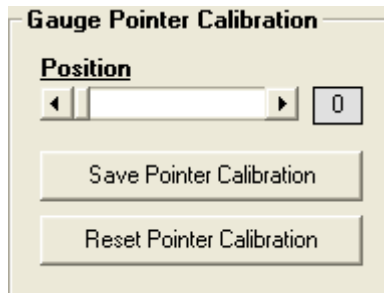 Gauge Pointer Calibration
Position
0
Save Pointer Calibration
Reset Pointer Calibration